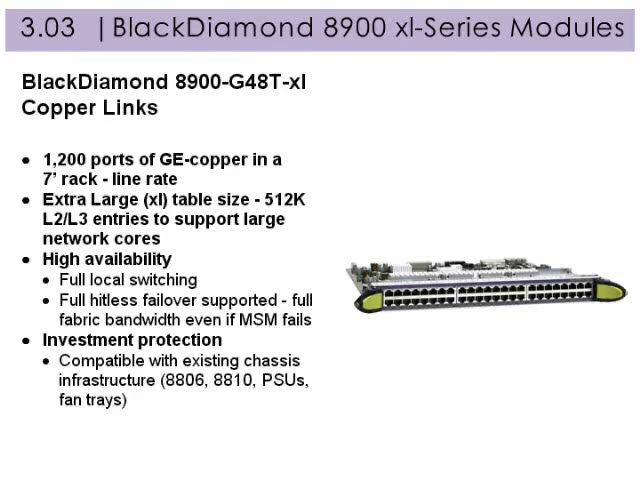 3.03 | BlackDiamond 8900 xl-Series Modules
BlackDiamond 8900-G48T-xl
Copper Links
● 1,200 ports of GE-copper in a
7’ rack - line rate
● Extra Large (xl) table size - 512K
L2/L3 entries to support large
network cores
● High availability
● Full local switching
● Full hitless failover supported - full
fabric bandwidth even if MSM fails
● Investment protection
● Compatible with existing chassis
infrastructure (8806, 8810, PSUs,
fan trays)